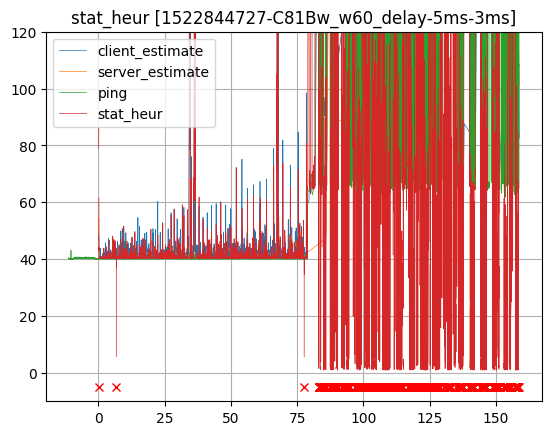 stat_heur [1522844727-C81Bw_w60_delay-5ms-3ms]
client_estimate
server_estimate
ping
stat_heur
120
100
80
60
40
20
0
0 25 50 75 100 125 150